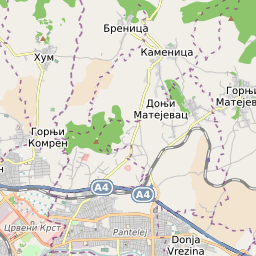 Бреница
Каменица
Хум
Горњи
Матејев
Доњи
Матејевац
Горњи
Комрен
н
A4
A4
Црвени Крст
Pantelej
Donja
Vrezina